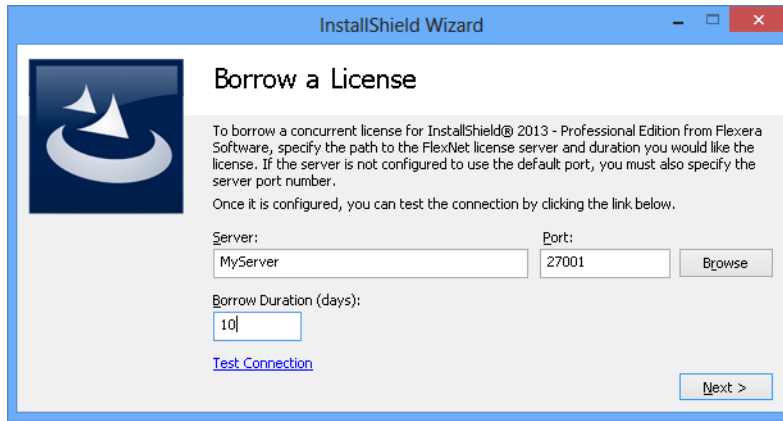 InstallShield Wizard
Borrow a License
To borrow a concurrent license for InstallShield® 2013 - Professional Edition from Flexera
Software, specify the path to the FlexNet license server and duration you would like the
license. If the server is not configured to use the default port, you must also specify the
server port number.
Once it is configured, you can test the connection by clicking the link below.
Server: Port:
MyServer 27001 Browse
Borrow Duration (days):
10
Test Connection
Next >